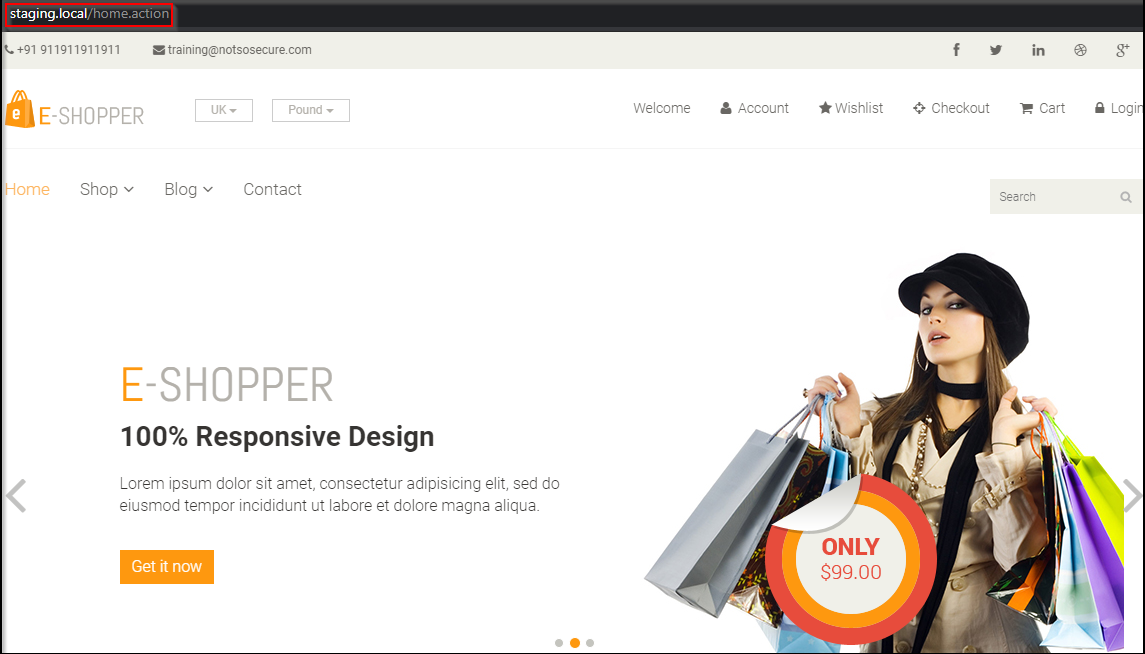 staging.local/home.action
+91 911911911911 training@notsosecure.com
E-SHOPPER UK Pound Welcome Account Wishlist Checkout Cart Login
Home Shop Blog Contact Search
E-SHOPPER
100% Responsive Design
Lorem ipsum dolor sit amet, consectetur adipisicing elit, sed do
eiusmod tempor incididunt ut labore et dolore magna aliqua.
Get it now
ONLY
$99.00